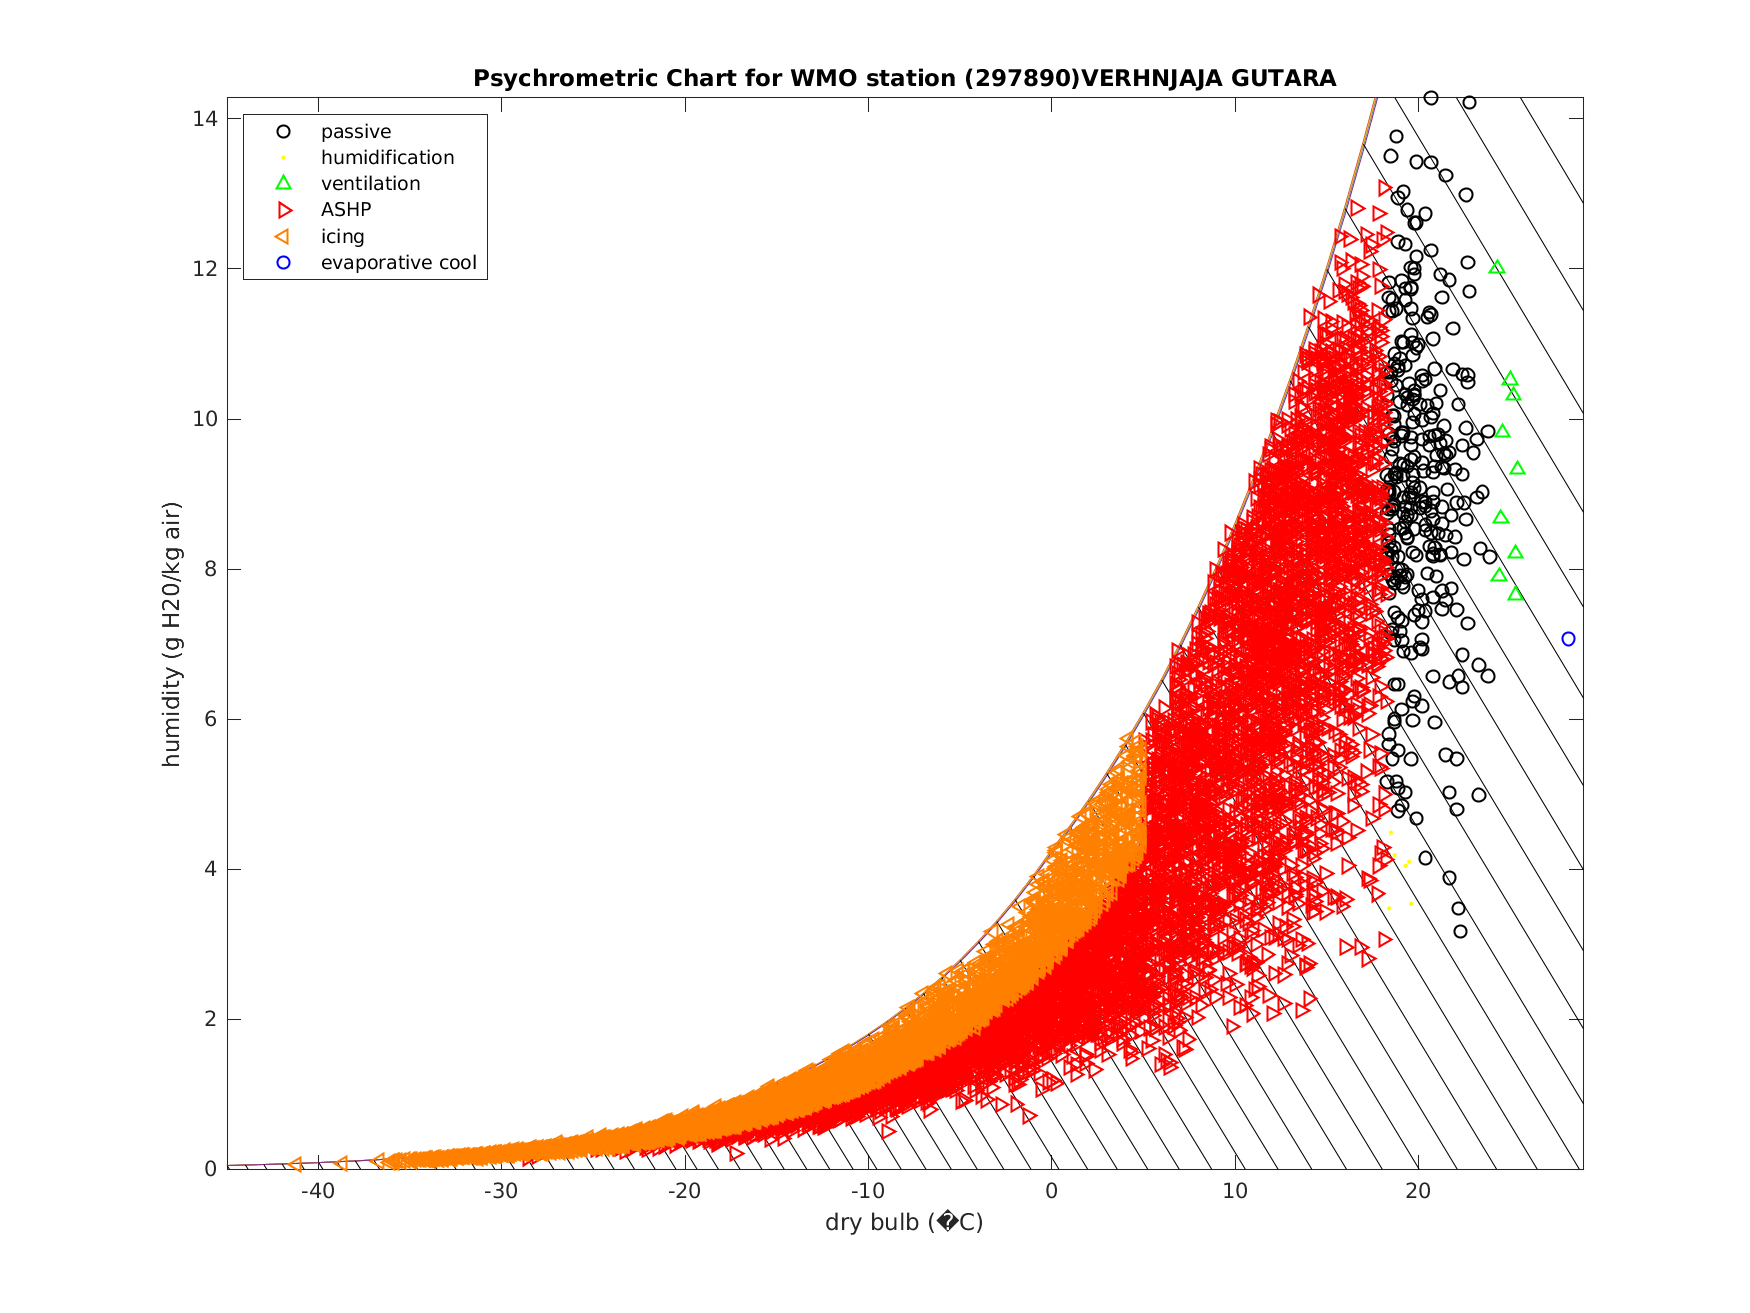 Psychrometric Chart for WMO station (297890)VERHNJAJA GUTARA
passive
humidification
ventilation
ASHP
icing
evaporative cool
humidity (g H20/kg air)
14
12
10
8
6
4
2
0
-40 -30 -20 -10 0 10 20
dry bulb (�C)